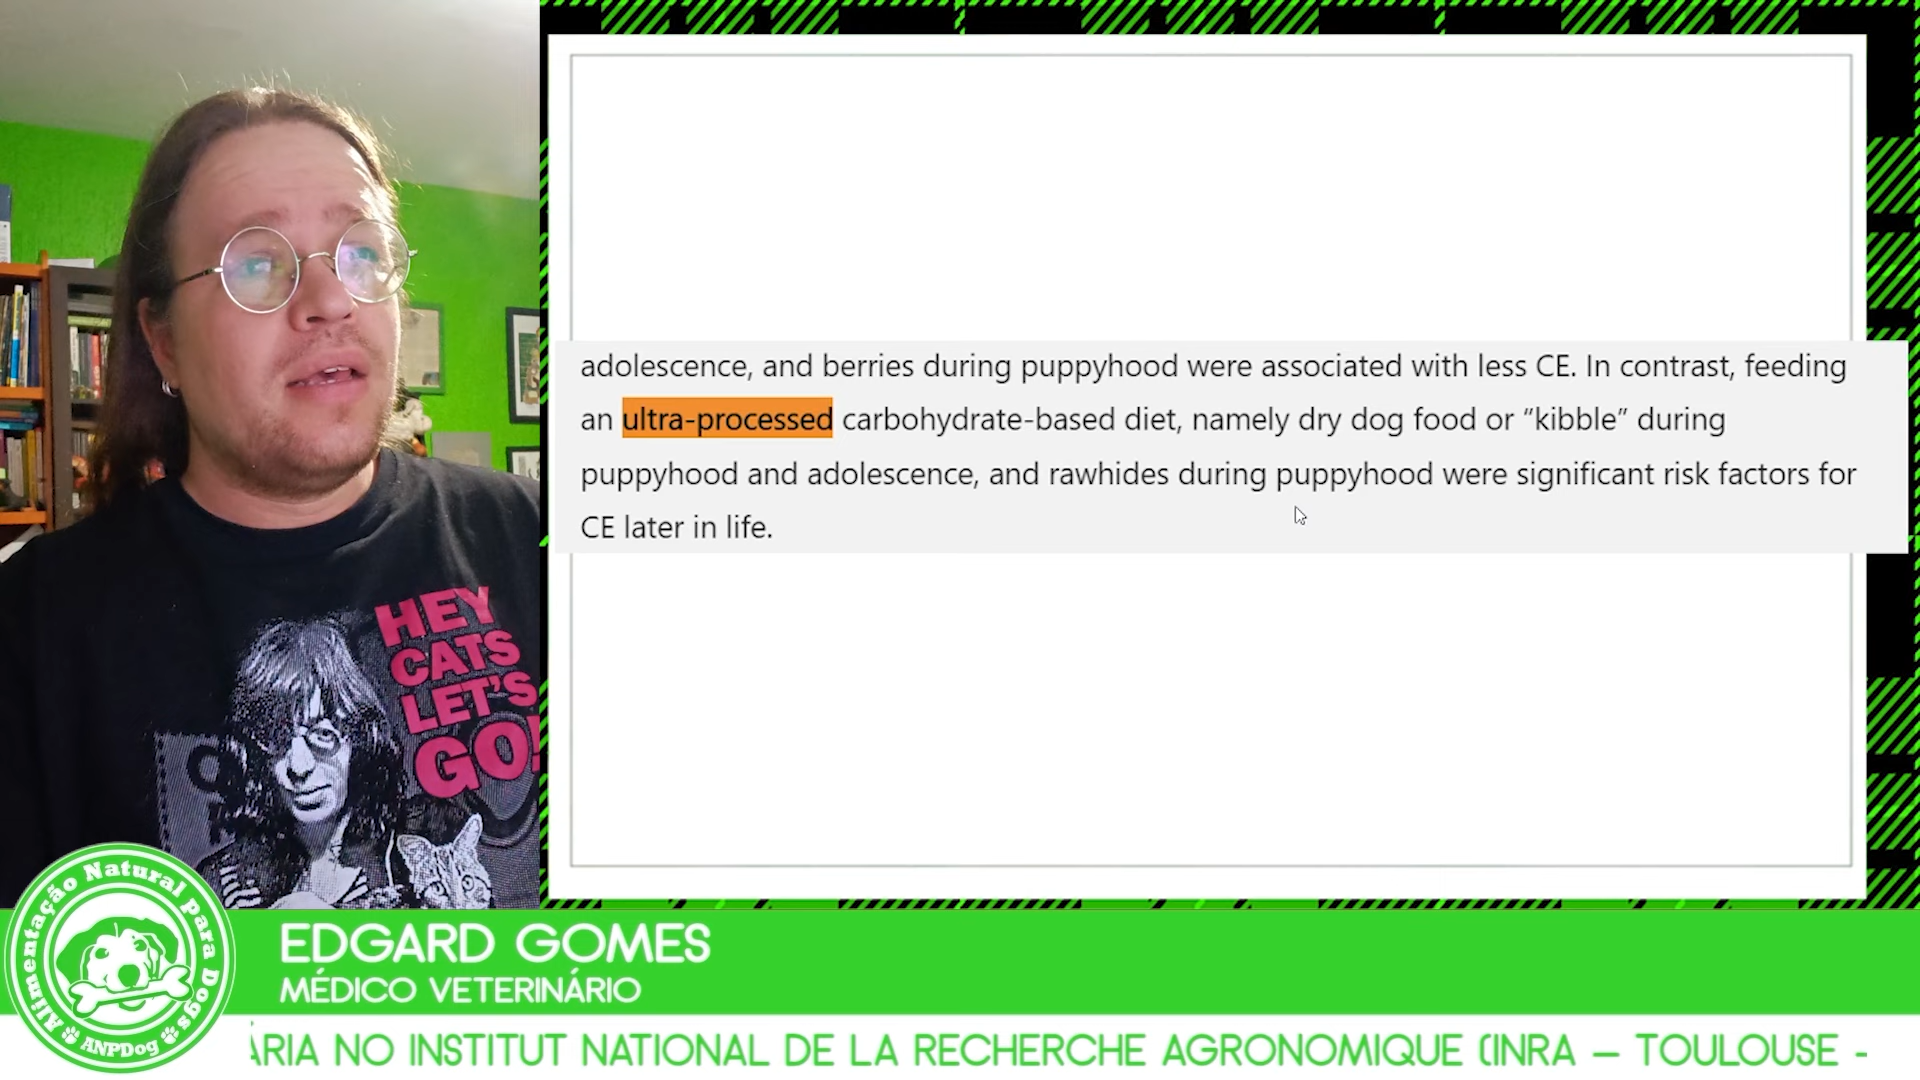 adolescence, and berries during puppyhood were associated with less CE. In contrast, feeding
an ultra-processed carbohydrate-based diet, namely dry dog food or “kibble” during
puppyhood and adolescence, and rawhides during puppyhood were significant risk factors for
CE later in life.
HEY
CATS
LET'S
GO!
Alimentação Natural para Dogs
ANPDog
EDGARD GOMES
MÉDICO VETERINÁRIO
ÁRIA NO INSTITUT NATIONAL DE LA RECHERCHE AGRONOMIQUE (INRA – TOULOUSE -